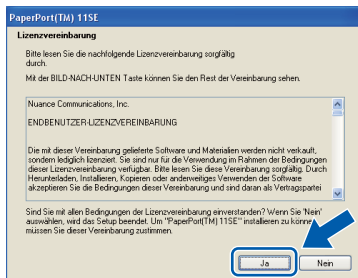 PaperPort(TM) 11SE
Lizenzvereinbarung
Bitte lesen Sie die nachfolgende Lizenzvereinbarung sorgfältig
durch.
Mit der BILD-NACH-UNTEN Taste können Sie den Rest der Vereinbarung sehen.
Nuance Communications, Inc.
ENDBENUTZER-LIZENZVEREINBARUNG
Die mit dieser Vereinbarung gelieferte Software und Materialien werden nicht verkauft,
sondern lediglich lizenziert. Sie sind nur für die Verwendung im Rahmen der Bedingungen
dieser Lizenzvereinbarung verfügbar. Bitte lesen Sie diese Vereinbarung sorgfältig. Durch
Herunterladen, Installieren, Kopieren oder anderweitiges Verwenden der Software
akzeptieren Sie die Bedingungen dieser Vereinbarung und sind daran als Vertragspartei
Sind Sie mit allen Bedingungen der Lizenzvereinbarung einverstanden? Wenn Sie 'Nein'
auswählen, wird das Setup beendet. Um "PaperPort(TM) 11SE" installieren zu könne
müssen Sie dieser Vereinbarung zustimmen.
Ja
Nein